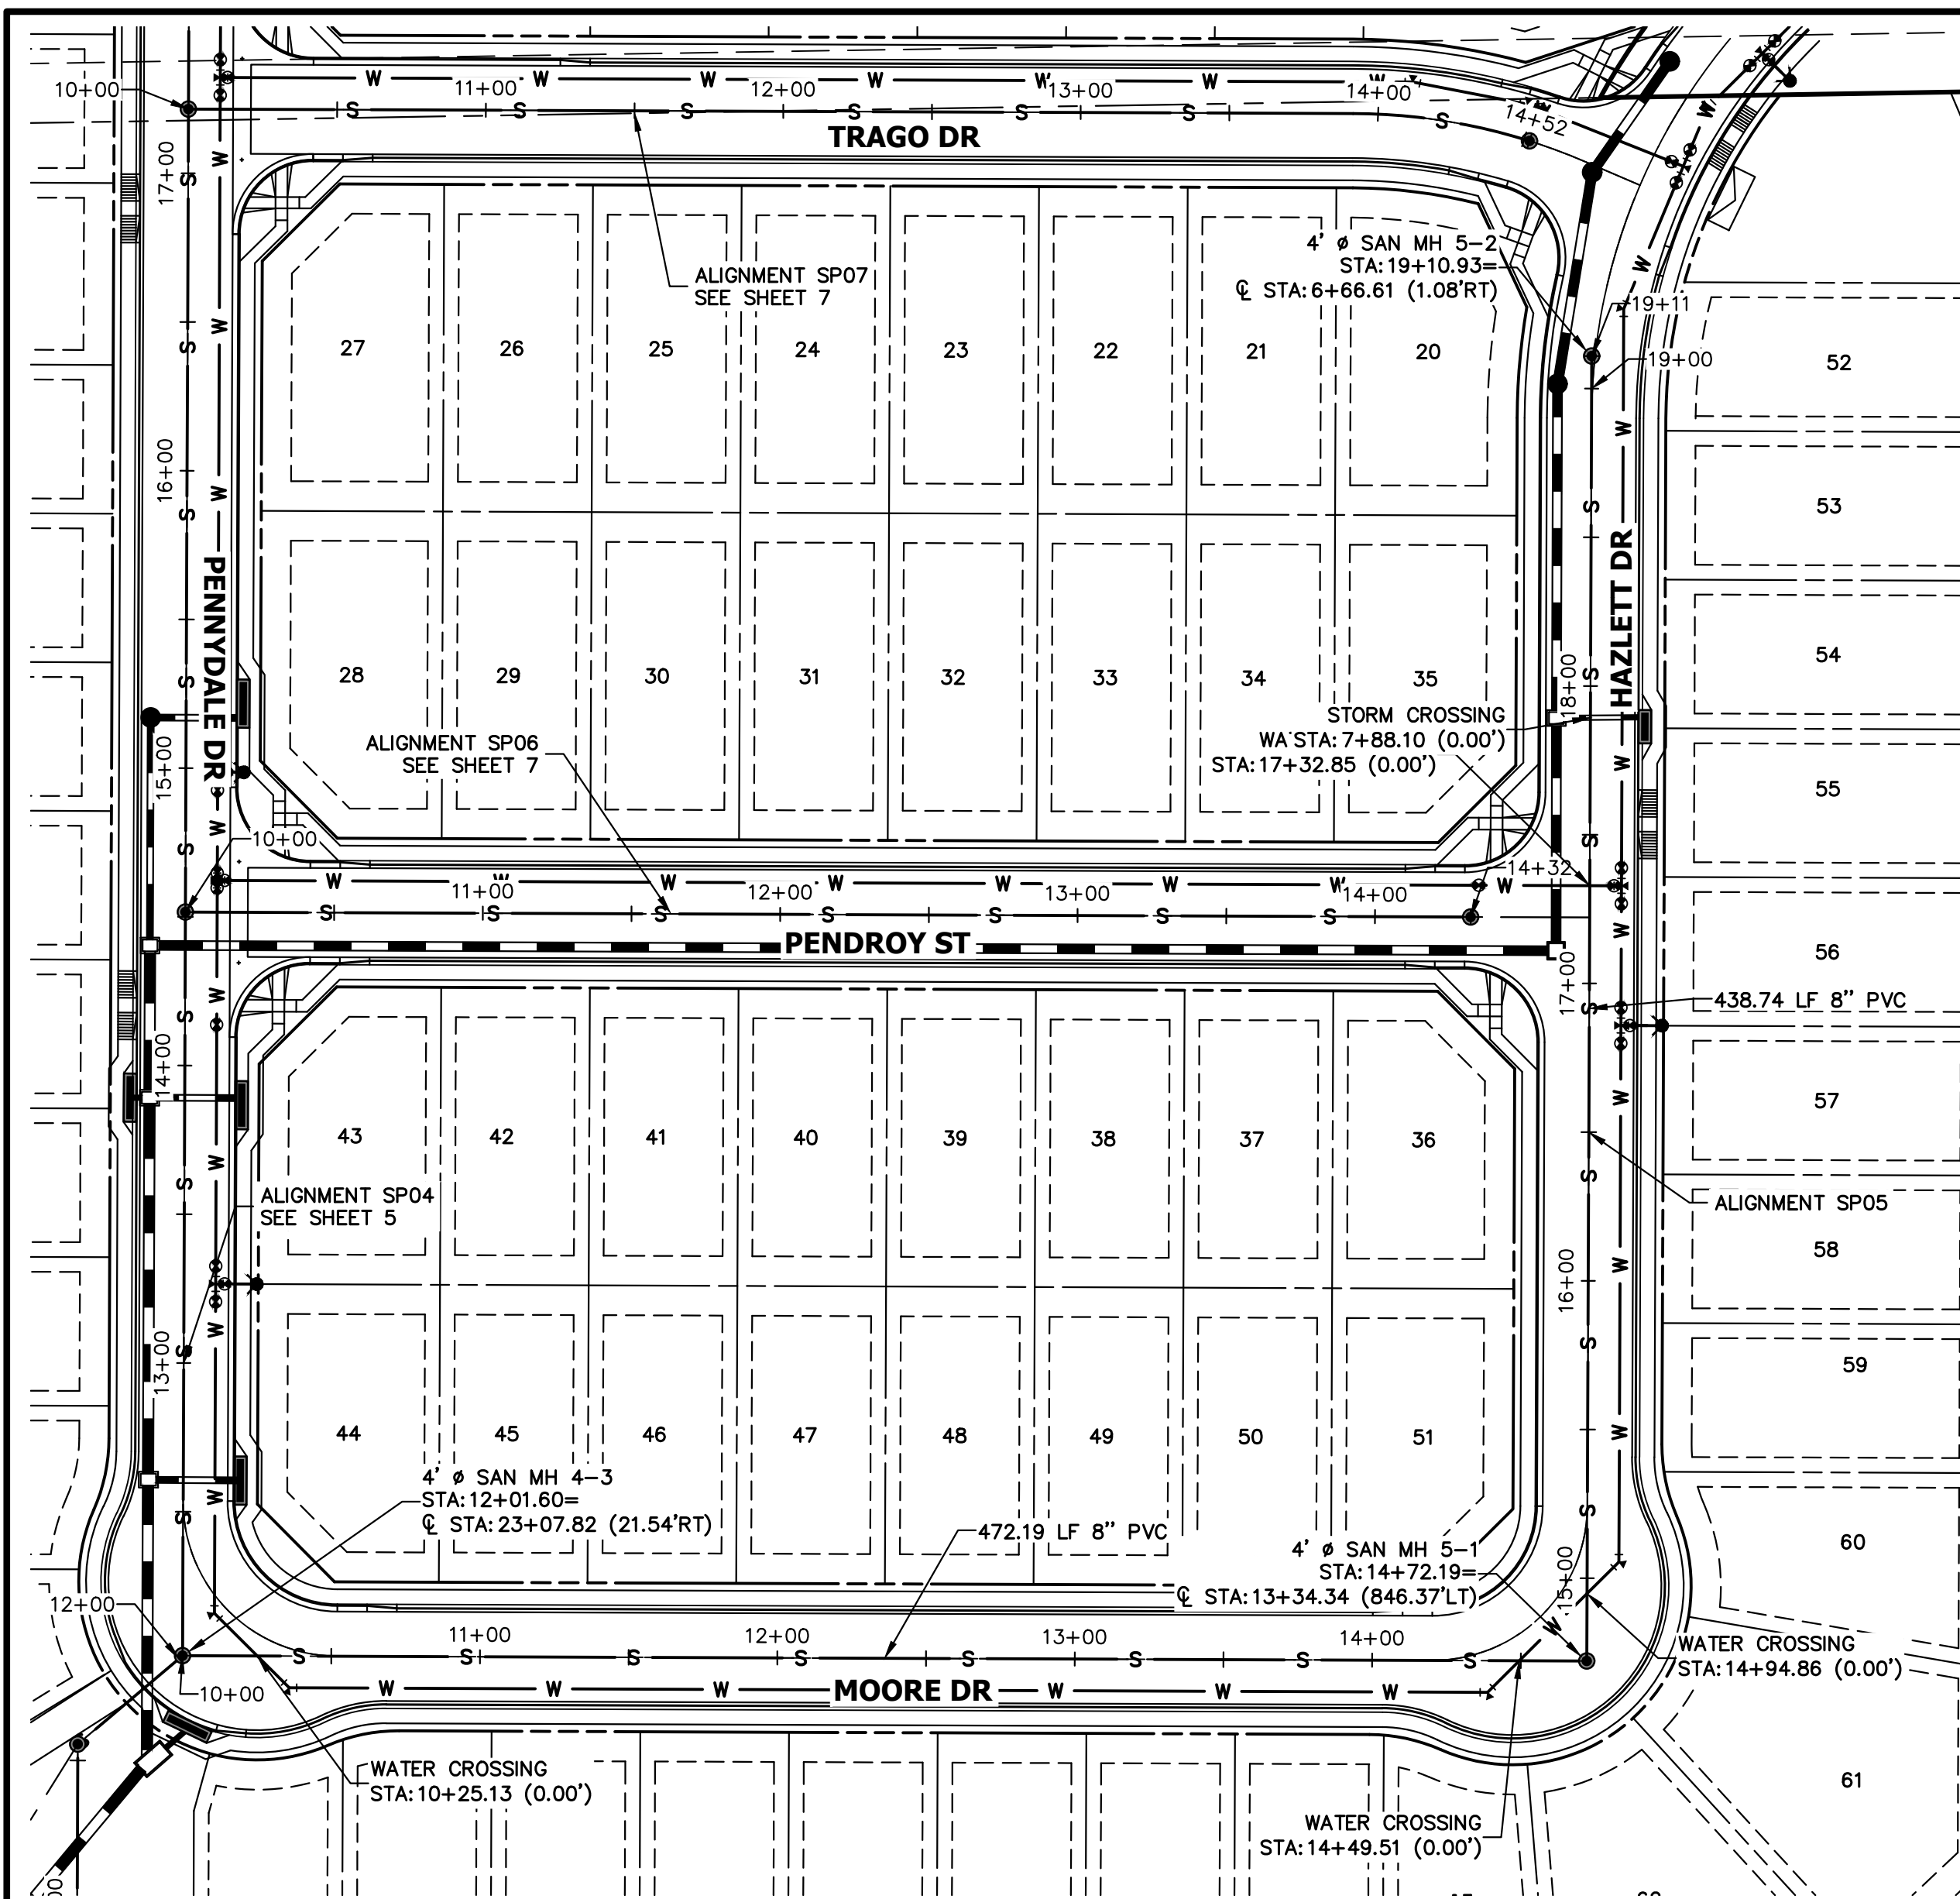 10+00
11+00
12+00
13+00
14+00
14+52
TRAGO DR
17+00
ALIGNMENT SP07
SEE SHEET 7
4' Ø SAN MH 5-2
STA:19+10.93=
℄ STA:6+66.61 (1.08'RT)
19+11
19+00
27
26
25
24
23
22
21
20
52
16+00
53
PENNYDALE DR
HAZLETT DR
54
28
29
30
31
32
33
34
35
18+00
STORM CROSSING
STA:7+88.10 (0.00')
STA:17+32.85 (0.00')
ALIGNMENT SP06
SEE SHEET 7
15+00
55
10+00
11+00
12+00
13+00
14+00
14+32
PENDROY ST
56
17+00
438.74 LF 8" PVC
14+00
57
43
42
41
40
39
38
37
36
ALIGNMENT SP04
SEE SHEET 5
ALIGNMENT SP05
58
16+00
13+00
59
44
45
46
47
48
49
50
51
4' Ø SAN MH 4-3
STA:12+01.60=
℄ STA:23+07.82 (21.54'RT)
472.19 LF 8" PVC
4' Ø SAN MH 5-1
STA:14+72.19=
℄ STA:13+34.34 (846.37'LT)
15+00
60
12+00
11+00
12+00
13+00
14+00
WATER CROSSING
STA:14+94.86 (0.00')
10+00
MOORE DR
WATER CROSSING
STA:10+25.13 (0.00')
61
WATER CROSSING
STA:14+49.51 (0.00')